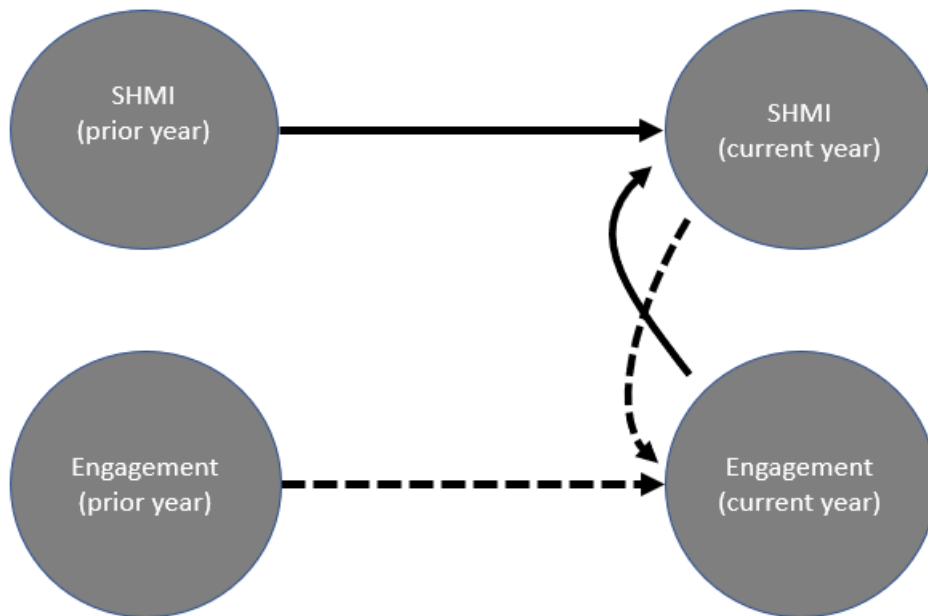 SHMI
(prior year)
SHMI
(current year)
Engagement
(prior year)
Engagement
(current year)